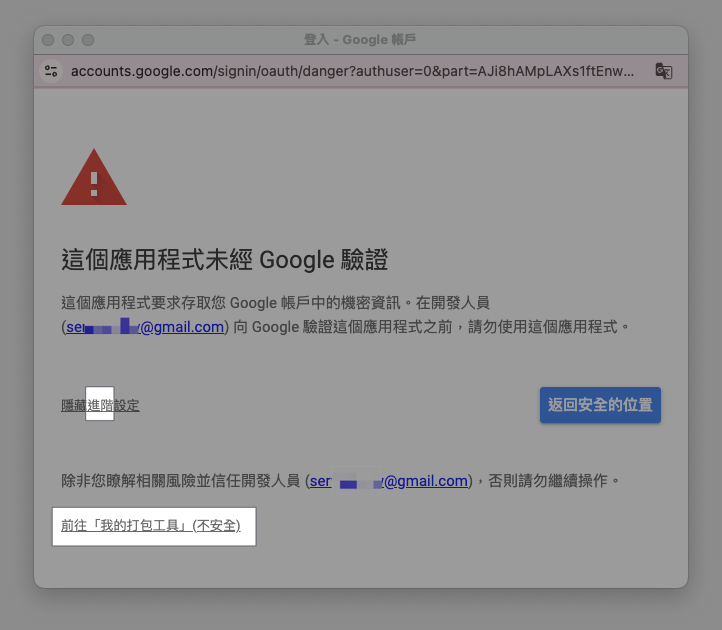 登入 - Google 帳戶
accounts.google.com/signin/oauth/danger?authuser=0&part=AJi8hAMpLAXs1ftEnw...
這個應用程式未經 Google 驗證
這個應用程式要求存取您 Google 帳戶中的機密資訊。在開發人員
(se @gmail.com) 向 Google 驗證這個應用程式之前，請勿使用這個應用程式。
隱藏進階設定
返回安全的位置
除非您瞭解相關風險並信任開發人員 (ser @gmail.com)，否則請勿繼續操作。
前往「我的打包工具」(不安全)